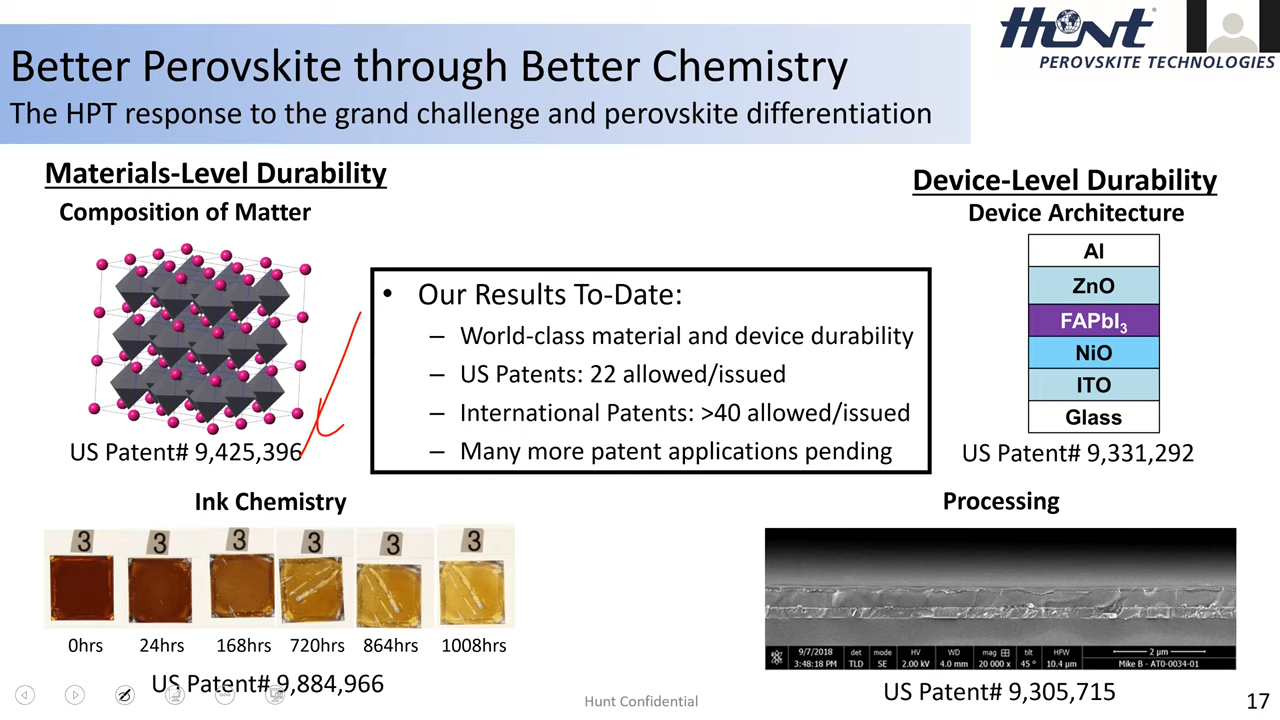 Hunt
PEROVSKITE TECHNOLOGIES
Better Perovskite through Better Chemistry
The HPT response to the grand challenge and perovskite differentiation
Materials-Level Durability
Composition of Matter
US Patent# 9,425,396
• Our Results To-Date:
– World-class material and device durability
– US Patents: 22 allowed/issued
– International Patents: >40 allowed/issued
– Many more patent applications pending
Device-Level Durability
Device Architecture
Al
ZnO
FAPbI3
NiO
ITO
Glass
US Patent# 9,331,292
Ink Chemistry
3 3 3 3 3 3
0hrs 24hrs 168hrs 720hrs 864hrs 1008hrs
US Patent# 9,884,966
Processing
9/7/2018 det mode HV WD mag tilt HFW 2 µm
3:48:18 PM TLD SE 2.00 kV 4.0 mm 20 000 x 45 ° 10.4 µm Mike B - AT0-0034-01
US Patent# 9,305,715
Hunt Confidential
17